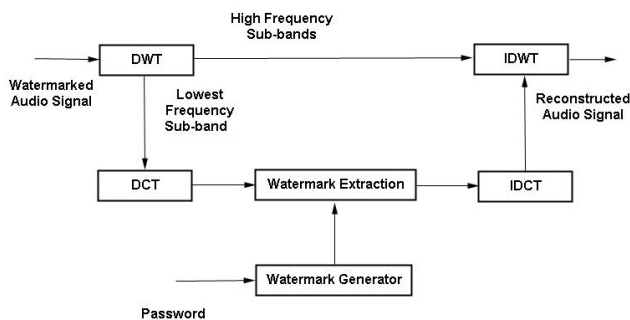 High Frequency
Sub-bands
DWT
IDWT
Watermarked
Audio Signal
Lowest
Frequency
Sub-band
Reconstructed
Audio Signal
DCT
Watermark Extraction
IDCT
Watermark Generator
Password